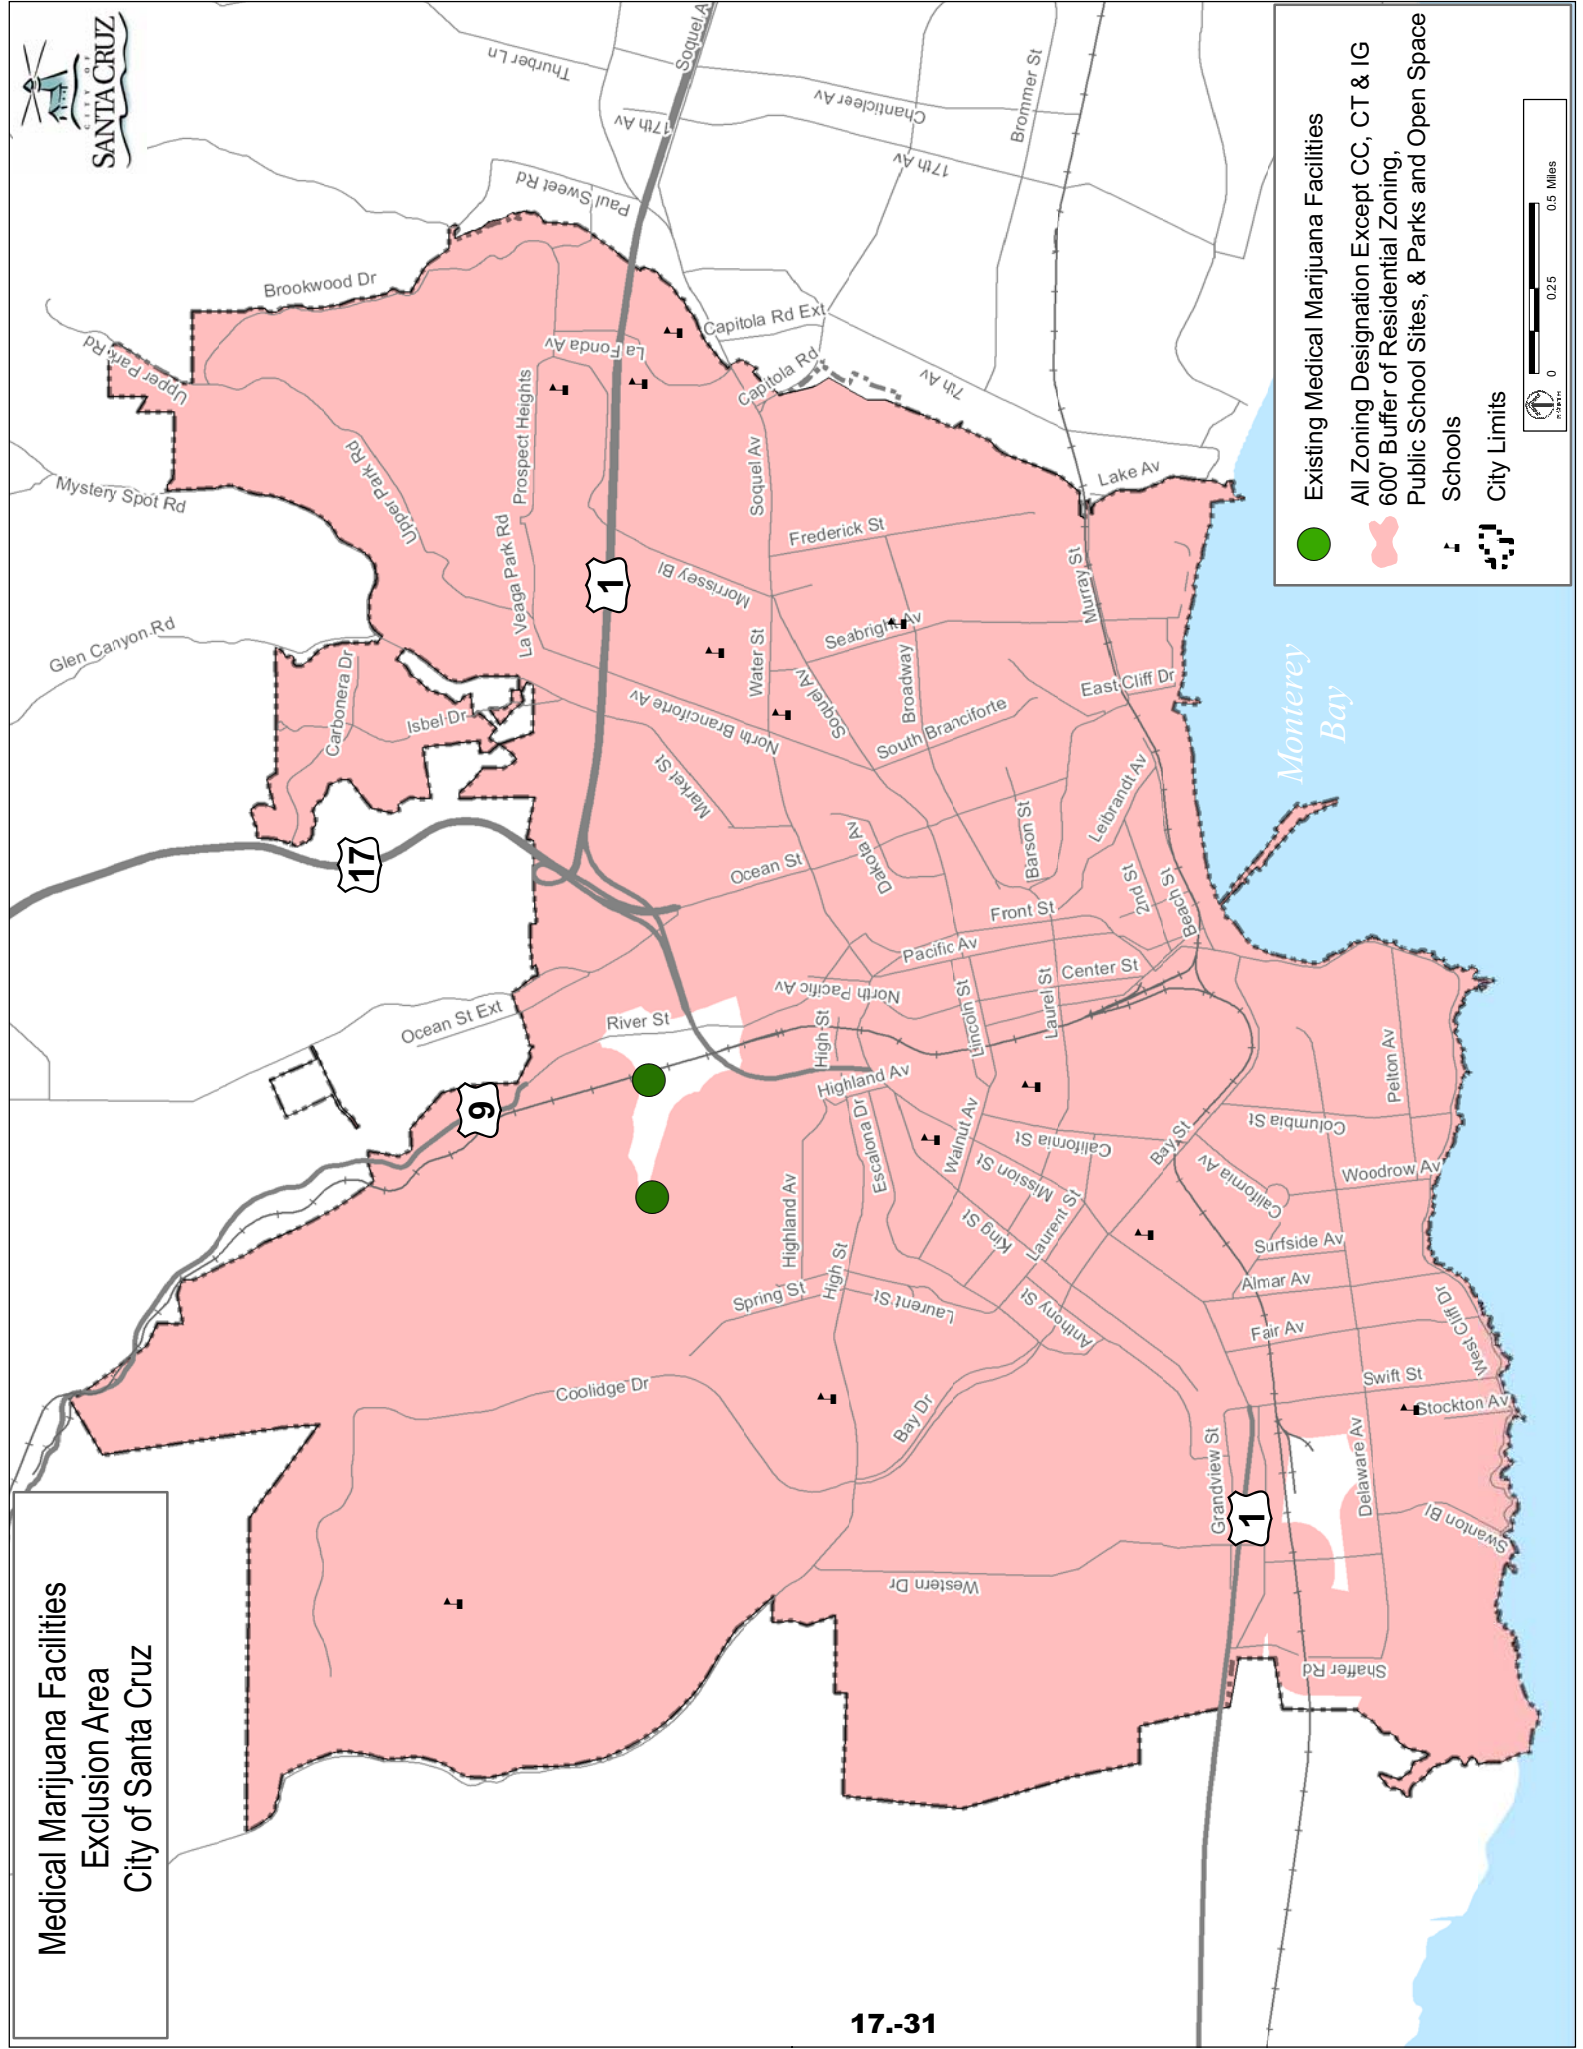 Medical Marijuana Facilities
Exclusion Area
City of Santa Cruz
CITY OF
SANTA CRUZ
Existing Medical Marijuana Facilities
All Zoning Designation Except CC, CT & IG
600' Buffer of Residential Zoning,
Public School Sites, & Parks and Open Space
Schools
City Limits
NORTH
0
0.25
0.5 Miles
Monterey
Bay
17
1
9
1
Thurber Ln
Soquel Av
17th Av
Chanticleer Av
Brommer St
17th Av
Paul Sweet Rd
Brookwood Dr
Upper Park Rd
Capitola Rd Ext
La Fonda Av
Capitola Rd
7th Av
Prospect Heights
Upper Park Rd
Mystery Spot Rd
Soquel Av
Lake Av
Frederick St
La Veaga Park Rd
Morrissey Bl
Murray St
Glen Canyon Rd
Seabright Av
Water St
Broadway
Soquel Av
East Cliff Dr
Carbonera Dr
Isbel Dr
North Branciforte Av
South Branciforte
Market St
Leibrandt Av
Barson St
Dakota Av
Ocean St
2nd St
Beach St
Front St
Pacific Av
Center St
North Pacific Av
Lincoln St
Laurel St
Ocean St Ext
River St
High St
Highland Av
Pelton Av
Escalona Dr
Walnut Av
California St
Columbia St
Bay St
Mission St
California Av
Woodrow Av
Highland Av
King St
Laurent St
Surfside Av
High St
Almar Av
Spring St
Laurent St
Anthony St
Fair Av
West Cliff Dr
Coolidge Dr
Bay Dr
Swift St
Stockton Av
Grandview St
Delaware Av
Swanton Bl
Western Dr
Shaffer Rd
17.-31